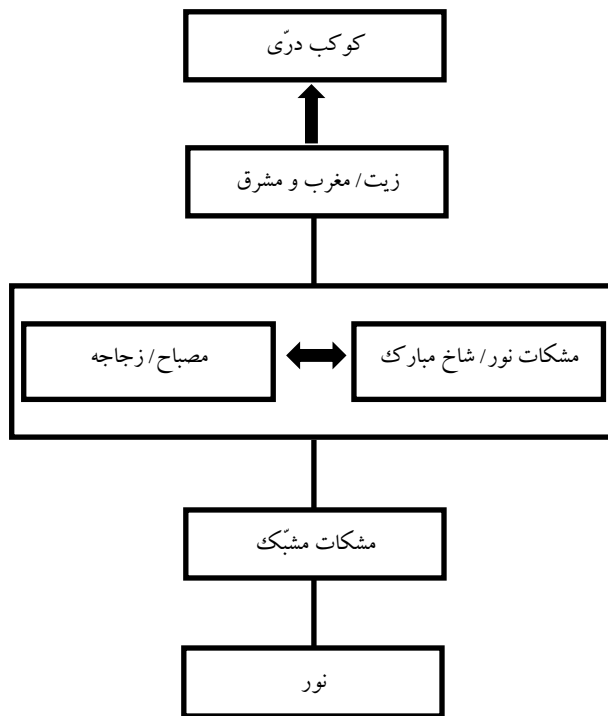 کوکب درّی
زیت/ مغرب و مشرق
مشکات نور/ شاخ مبارک
مصباح/ زجاجه
مشکات مشبّک
نور